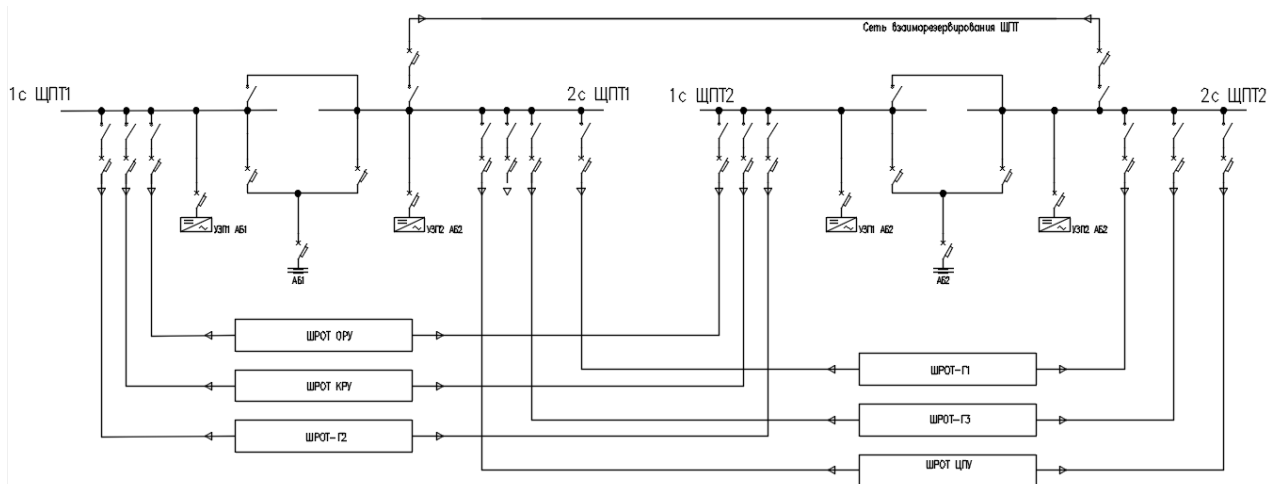 Сеть взаиморезервирования ЩПТ
1с ЩПТ1
2с ЩПТ1
1с ЩПТ2
2с ЩПТ2
УЗП1 АБ1
УЗП2 АБ2
УЗП1 АБ2
УЗП2 АБ2
АБ1
АБ2
ШРОТ ОРУ
ШРОТ-Г1
ШРОТ КРУ
ШРОТ-Г3
ШРОТ-Г2
ШРОТ ЦПУ